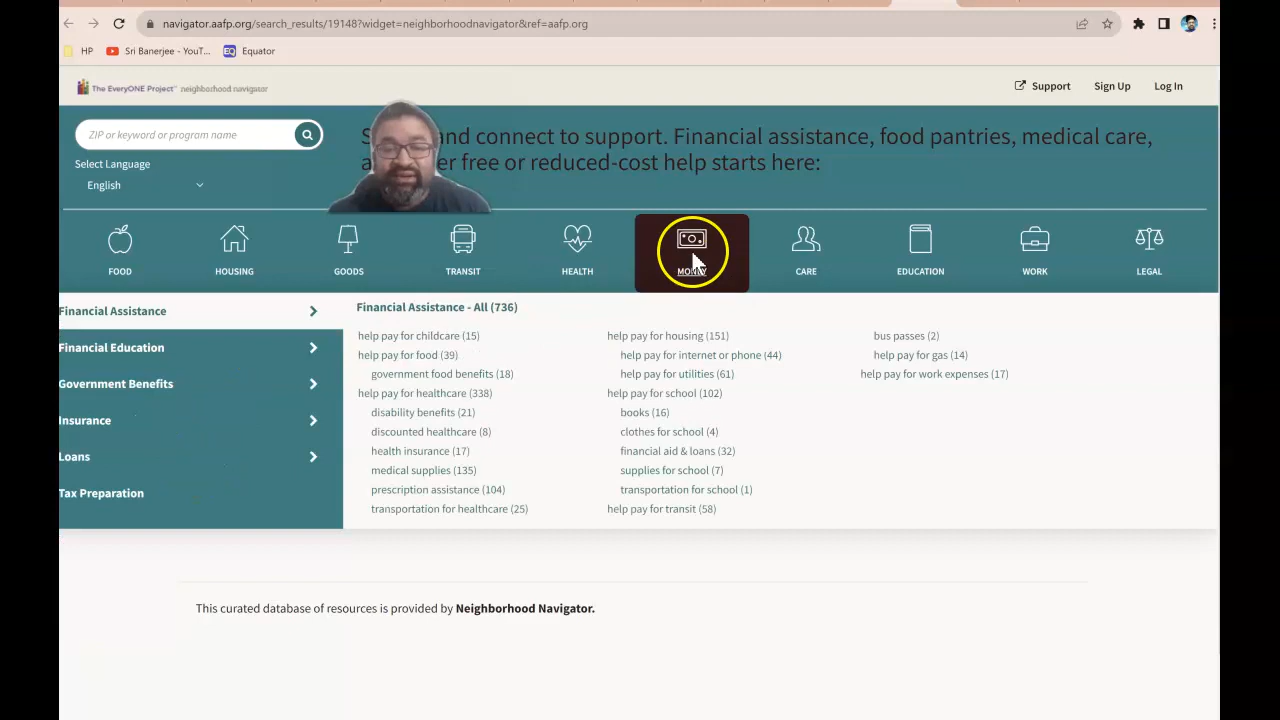 navigator.aafp.org/search_results/19148?widget=neighborhoodnavigator&ref=aafp.org
HP
Sri Banerjee - YouT...
EQ
Equator
The EveryONE Project™ neighborhood navigator
Support
Sign Up
Log In
ZIP or keyword or program name
Select Language
English
and connect to support. Financial assistance, food pantries, medical care,
free or reduced-cost help starts here:
FOOD
HOUSING
GOODS
TRANSIT
HEALTH
MONEY
CARE
EDUCATION
WORK
LEGAL
Financial Assistance
Financial Education
Government Benefits
Insurance
Loans
Tax Preparation
Financial Assistance - All (736)
help pay for childcare (15)
help pay for food (39)
government food benefits (18)
help pay for healthcare (338)
disability benefits (21)
discounted healthcare (8)
health insurance (17)
medical supplies (135)
prescription assistance (104)
transportation for healthcare (25)
help pay for housing (151)
help pay for internet or phone (44)
help pay for utilities (61)
help pay for school (102)
books (16)
clothes for school (4)
financial aid & loans (32)
supplies for school (7)
transportation for school (1)
help pay for transit (58)
bus passes (2)
help pay for gas (14)
help pay for work expenses (17)
This curated database of resources is provided by Neighborhood Navigator.